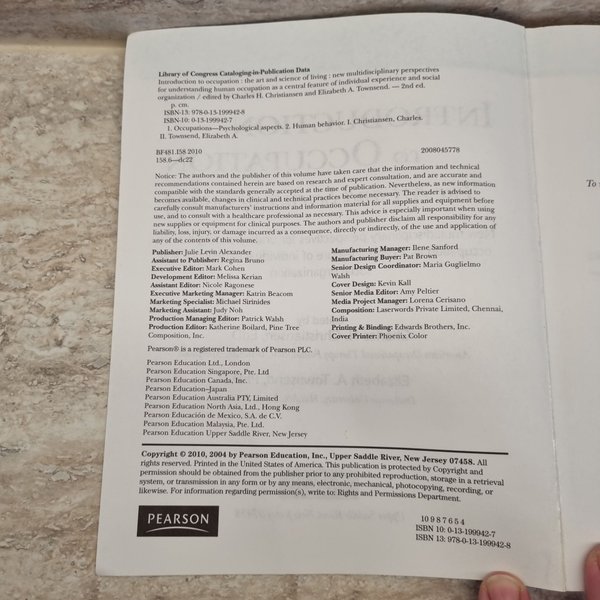 Library of Congress Cataloging-in-Publication Data
Introduction to occupation : the art and science of living : new multidisciplinary perspectives
for understanding human occupation as a central feature of individual experience and social
organization / edited by Charles H. Christiansen and Elizabeth A. Townsend. — 2nd ed.
p. cm.
ISBN-13: 978-0-13-199942-8
ISBN-10: 0-13-199942-7
1. Occupations—Psychological aspects. 2. Human behavior. I. Christiansen, Charles.
II. Townsend, Elizabeth A.
BF481.I58 2010
158.6—dc22
2008045778
Notice: The authors and the publisher of this volume have taken care that the information and technical
recommendations contained herein are based on research and expert consultation, and are accurate and
compatible with the standards generally accepted at the time of publication. Nevertheless, as new information
becomes available, changes in clinical and technical practices become necessary. The reader is advised to
carefully consult manufacturers' instructions and information material for all supplies and equipment before
use, and to consult with a healthcare professional as necessary. This advice is especially important when using
new supplies or equipment for clinical purposes. The authors and publisher disclaim all responsibility for any
liability, loss, injury, or damage incurred as a consequence, directly or indirectly, of the use and application of
any of the contents of this volume.
Publisher: Julie Levin Alexander
Assistant to Publisher: Regina Bruno
Executive Editor: Mark Cohen
Development Editor: Melissa Kerian
Assistant Editor: Nicole Ragonese
Executive Marketing Manager: Katrin Beacom
Marketing Specialist: Michael Sirinides
Marketing Assistant: Judy Noh
Production Managing Editor: Patrick Walsh
Production Editor: Katherine Boilard, Pine Tree
Composition, Inc.
Manufacturing Manager: Ilene Sanford
Manufacturing Buyer: Pat Brown
Senior Design Coordinator: Maria Guglielmo
Walsh
Cover Design: Kevin Kall
Senior Media Editor: Amy Peltier
Media Project Manager: Lorena Cerisano
Composition: Laserwords Private Limited, Chennai,
India
Printing & Binding: Edwards Brothers, Inc.
Cover Printer: Phoenix Color
Pearson® is a registered trademark of Pearson PLC.
Pearson Education Ltd., London
Pearson Education Singapore, Pte. Ltd
Pearson Education Canada, Inc.
Pearson Education—Japan
Pearson Education Australia PTY, Limited
Pearson Education North Asia, Ltd., Hong Kong
Pearson Educación de Mexico, S.A. de C.V.
Pearson Education Malaysia, Pte. Ltd.
Pearson Education Upper Saddle River, New Jersey
Copyright © 2010, 2004 by Pearson Education, Inc., Upper Saddle River, New Jersey 07458. All
rights reserved. Printed in the United States of America. This publication is protected by Copyright and
permission should be obtained from the publisher prior to any prohibited reproduction, storage in a retrieval
system, or transmission in any form or by any means, electronic, mechanical, photocopying, recording, or
likewise. For information regarding permission(s), write to: Rights and Permissions Department.
PEARSON
10 9 8 7 6 5 4
ISBN 10: 0-13-199942-7
ISBN 13: 978-0-13-199942-8
To